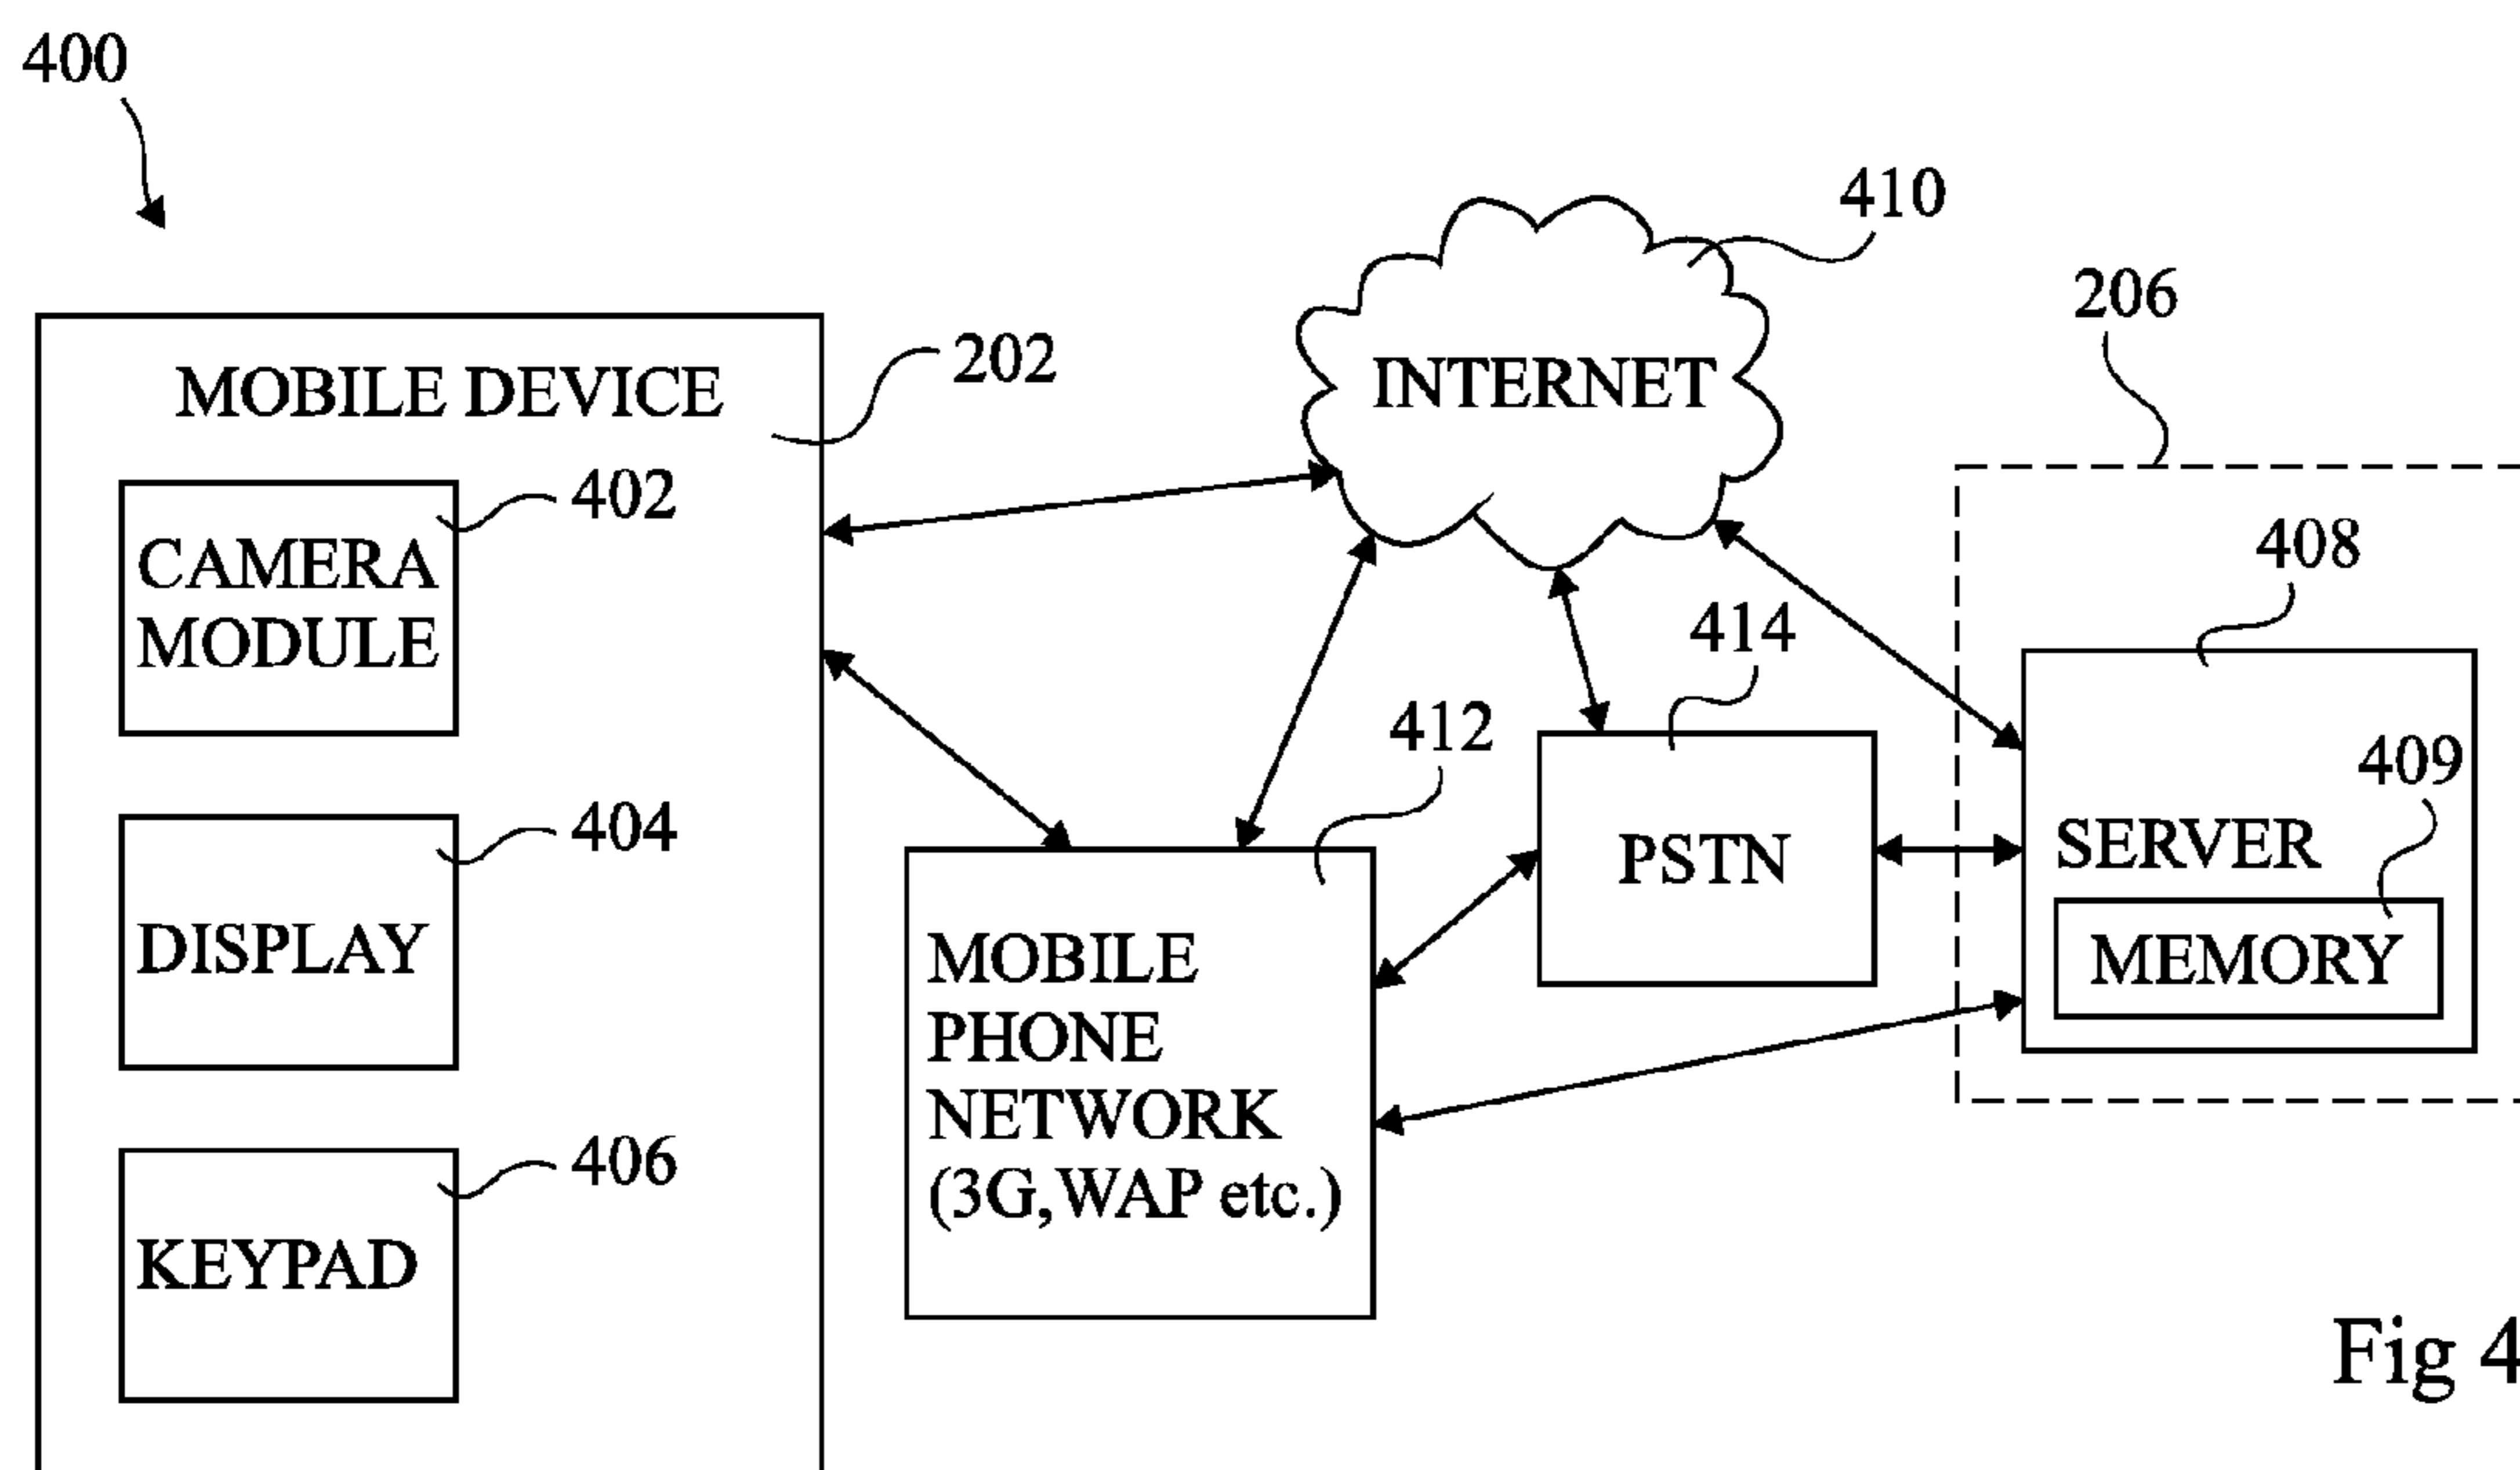 400
410
206
MOBILE DEVICE
202
INTERNET
402
CAMERA
MODULE
408
414
412
409
404
DISPLAY
PSTN
SERVER
MEMORY
MOBILE
PHONE
NETWORK
(3G,WAP etc.)
406
KEYPAD
Fig 4